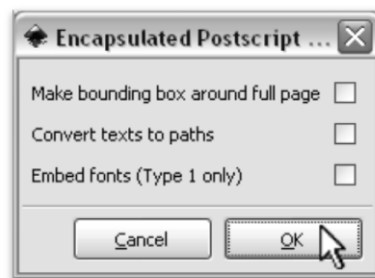 Encapsulated Postscript ...
Make bounding box around full page
Convert texts to paths
Embed fonts (Type 1 only)
Cancel OK